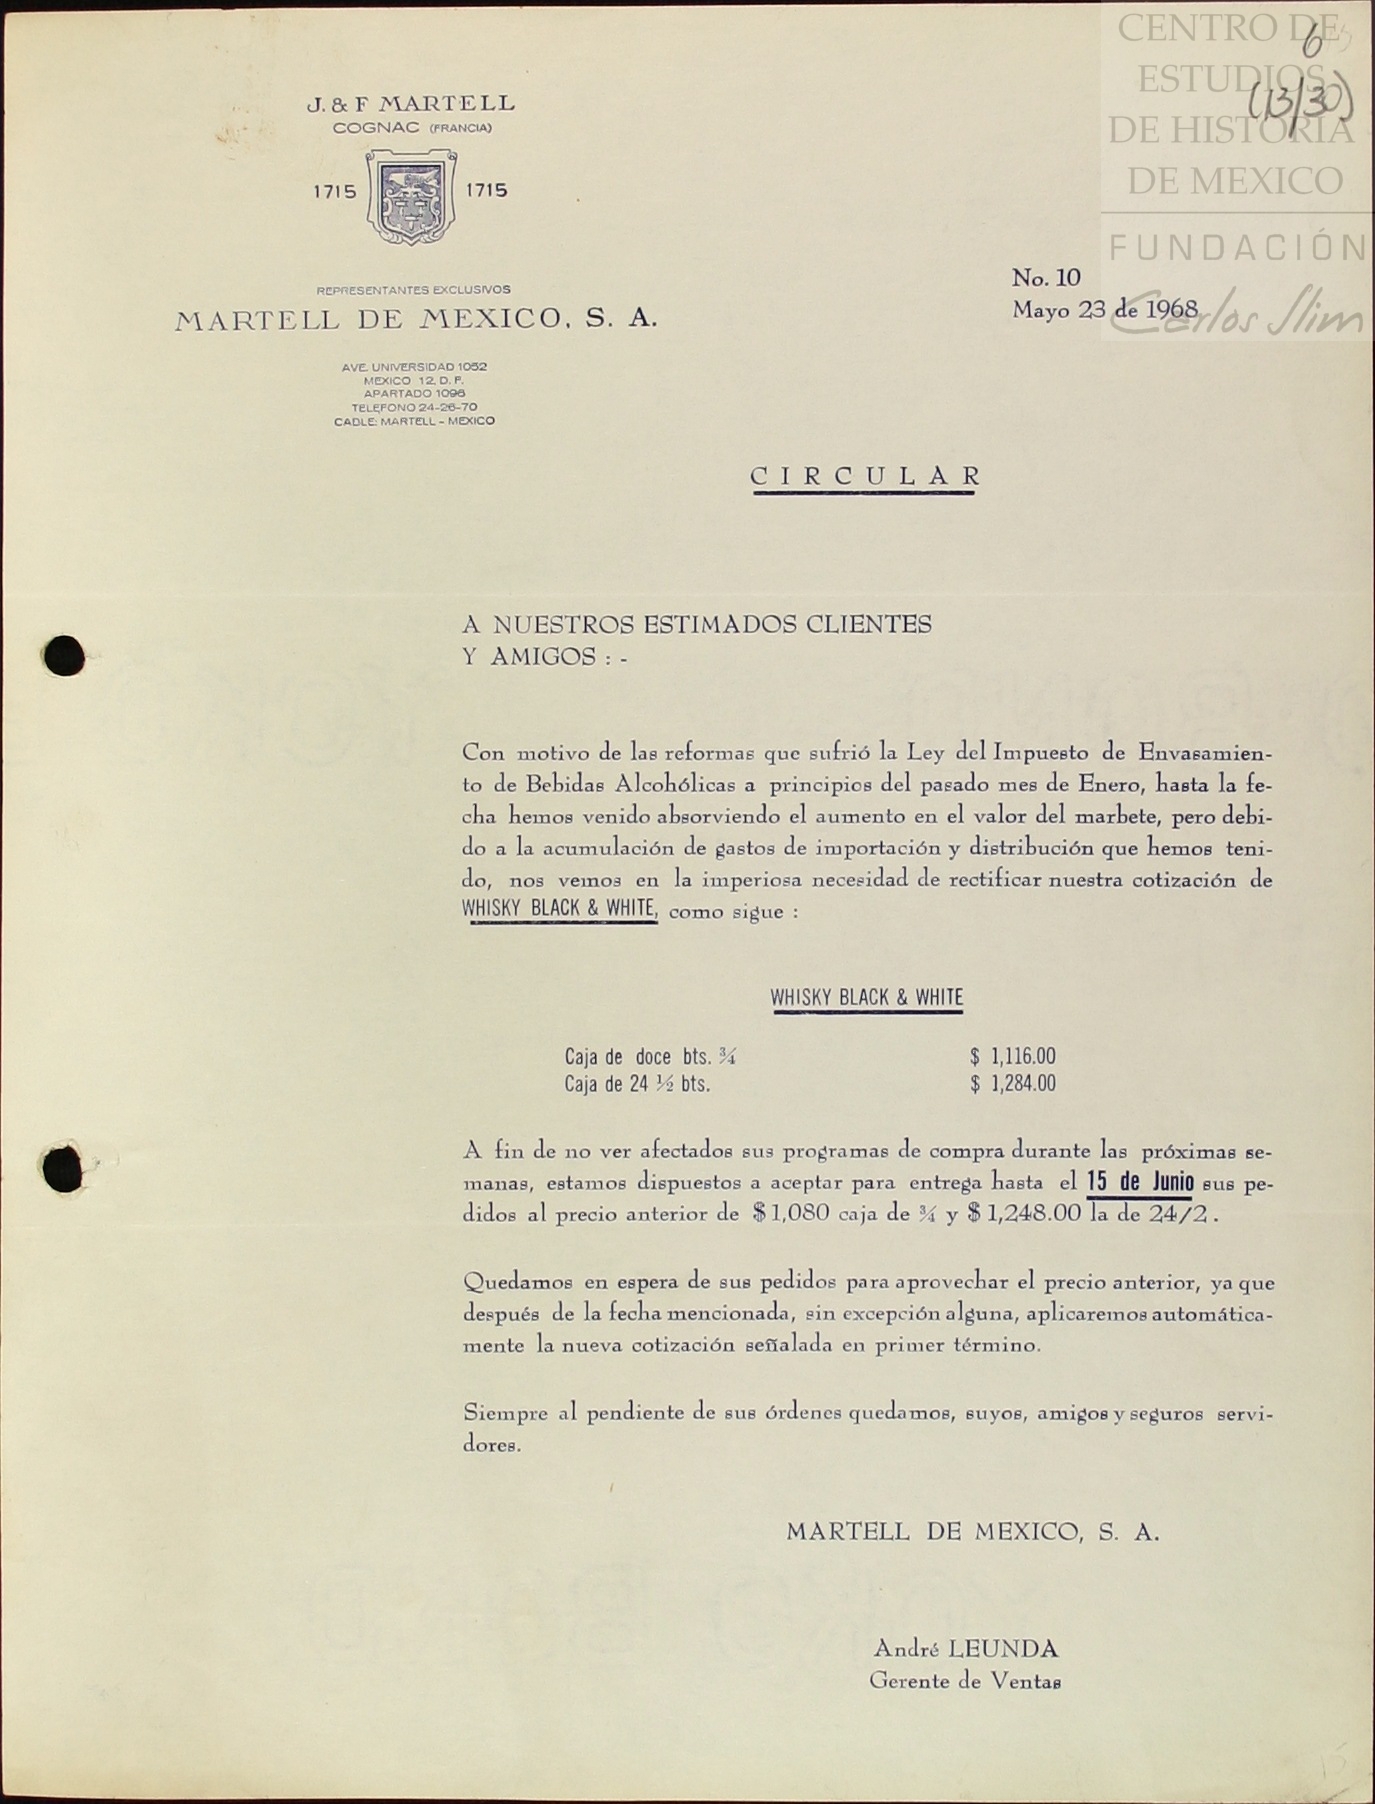 CENTRO DE
ESTUDIOS
DE HISTORIA
DE MEXICO
FUNDACIÓN
Carlos Slim
6
(13/30)
J. & F MARTELL
COGNAC (FRANCIA)
1715 1715
REPRESENTANTES EXCLUSIVOS
MARTELL DE MEXICO, S. A.
AVE. UNIVERSIDAD 1052
MEXICO 12, D. F.
APARTADO 1096
TELEFONO 24-26-70
CABLE: MARTELL - MEXICO
No. 10
Mayo 23 de 1968
CIRCULAR
A NUESTROS ESTIMADOS CLIENTES
Y AMIGOS : -
Con motivo de las reformas que sufrió la Ley del Impuesto de Envasamien-
to de Bebidas Alcohólicas a principios del pasado mes de Enero, hasta la fe-
cha hemos venido absorviendo el aumento en el valor del marbete, pero debi-
do a la acumulación de gastos de importación y distribución que hemos teni-
do, nos vemos en la imperiosa necesidad de rectificar nuestra cotización de
WHISKY BLACK & WHITE, como sigue :
WHISKY BLACK & WHITE
Caja de doce bts. ¾ $ 1,116.00
Caja de 24 ½ bts. $ 1,284.00
A fin de no ver afectados sus programas de compra durante las próximas se-
manas, estamos dispuestos a aceptar para entrega hasta el 15 de Junio sus pe-
didos al precio anterior de $1,080 caja de ¾ y $1,248.00 la de 24/2.
Quedamos en espera de sus pedidos para aprovechar el precio anterior, ya que
después de la fecha mencionada, sin excepción alguna, aplicaremos automática-
mente la nueva cotización señalada en primer término.
Siempre al pendiente de sus órdenes quedamos, suyos, amigos y seguros servi-
dores.
MARTELL DE MEXICO, S. A.
André LEUNDA
Gerente de Ventas